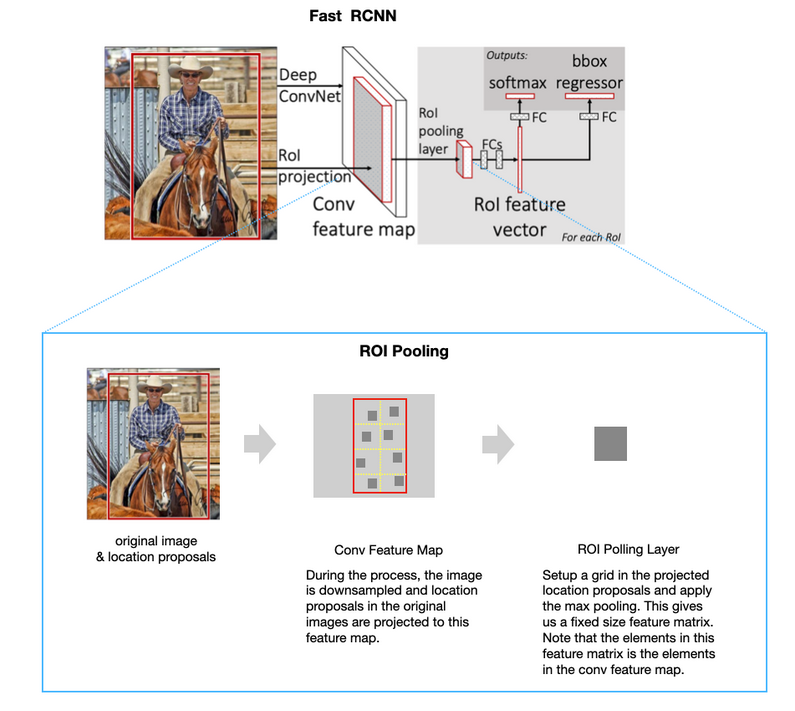 Fast RCNN
Outputs:
bbox
softmax regressor
Deep
ConvNet
FC
FC
RoI
pooling
layer
FCs
RoI
projection
Conv
feature map
RoI feature
vector
For each RoI
ROI Pooling
original image
& location proposals
Conv Feature Map
During the process, the image
is downsampled and location
proposals in the original
images are projected to this
feature map.
ROI Polling Layer
Setup a grid in the projected
location proposals and apply
the max pooling. This gives
us a fixed size feature matrix.
Note that the elements in this
feature matrix is the elements
in the conv feature map.